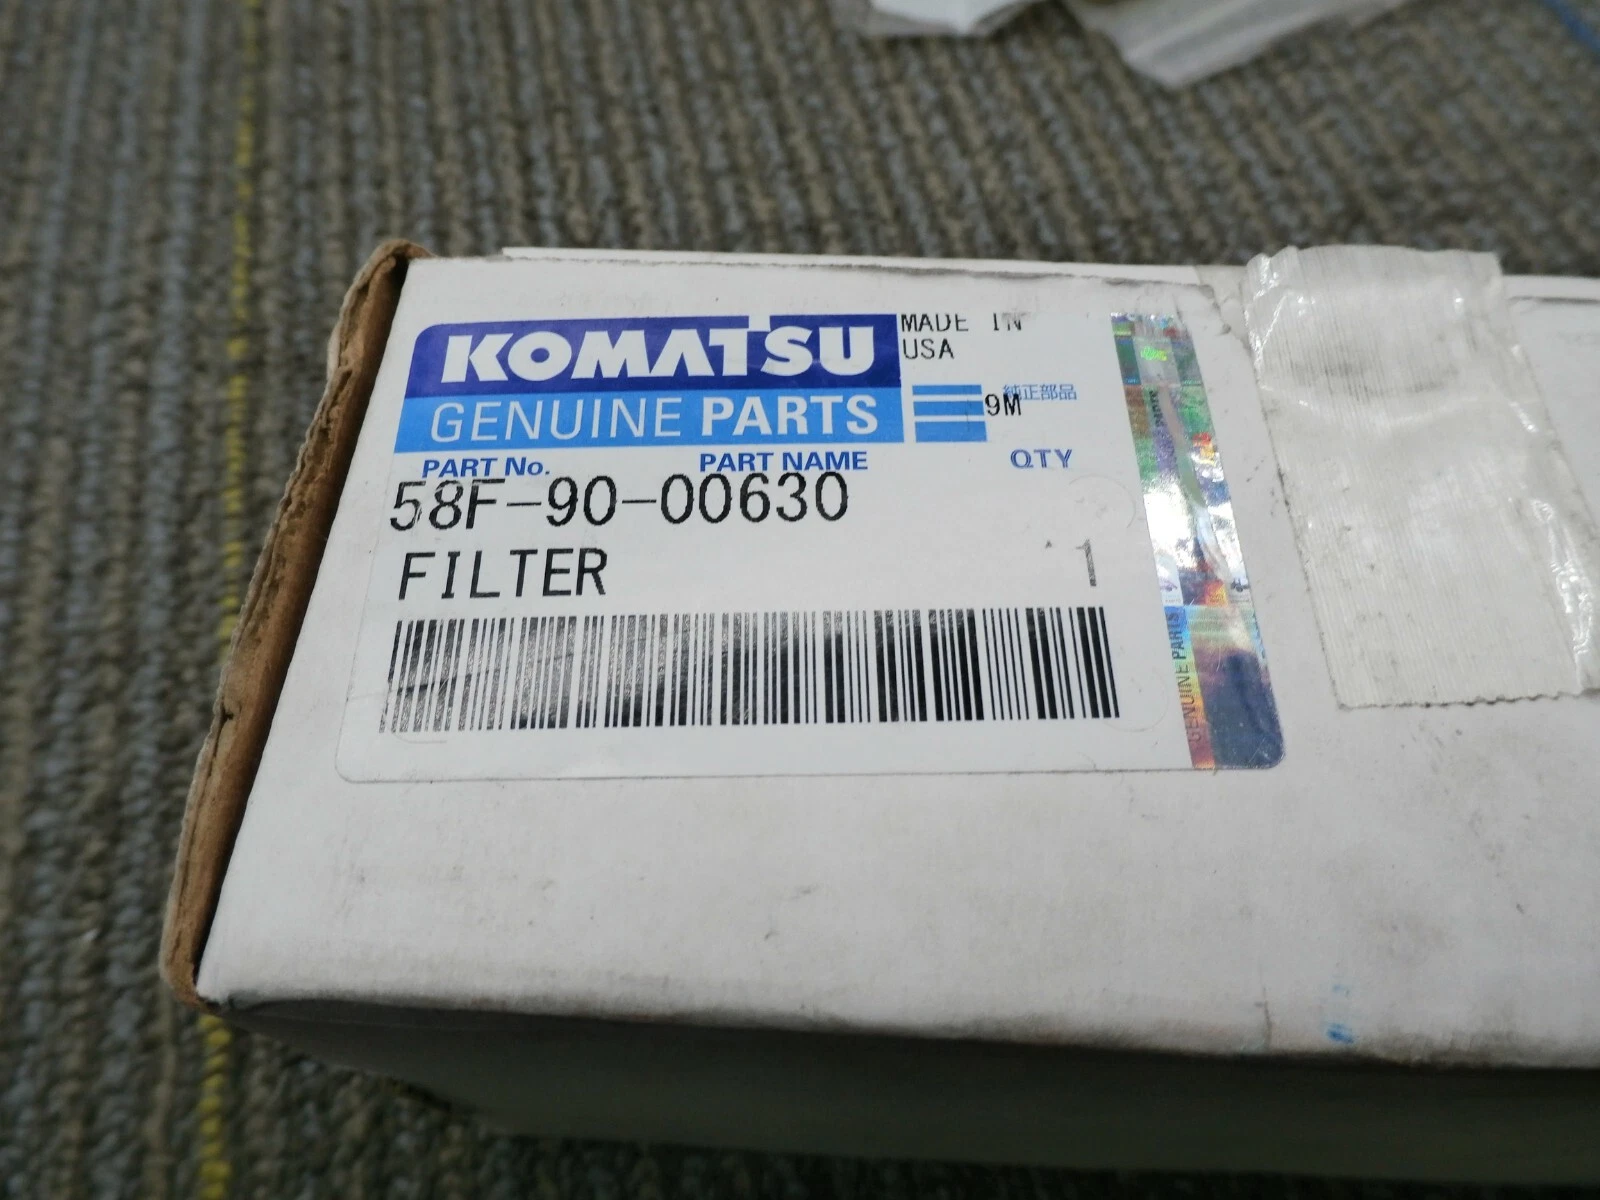 KOMATSU
MADE IN
USA
GENUINE PARTS
純正部品
9M
PART No. PART NAME QTY
58F-90-00630
FILTER 1
GENUINE PARTS